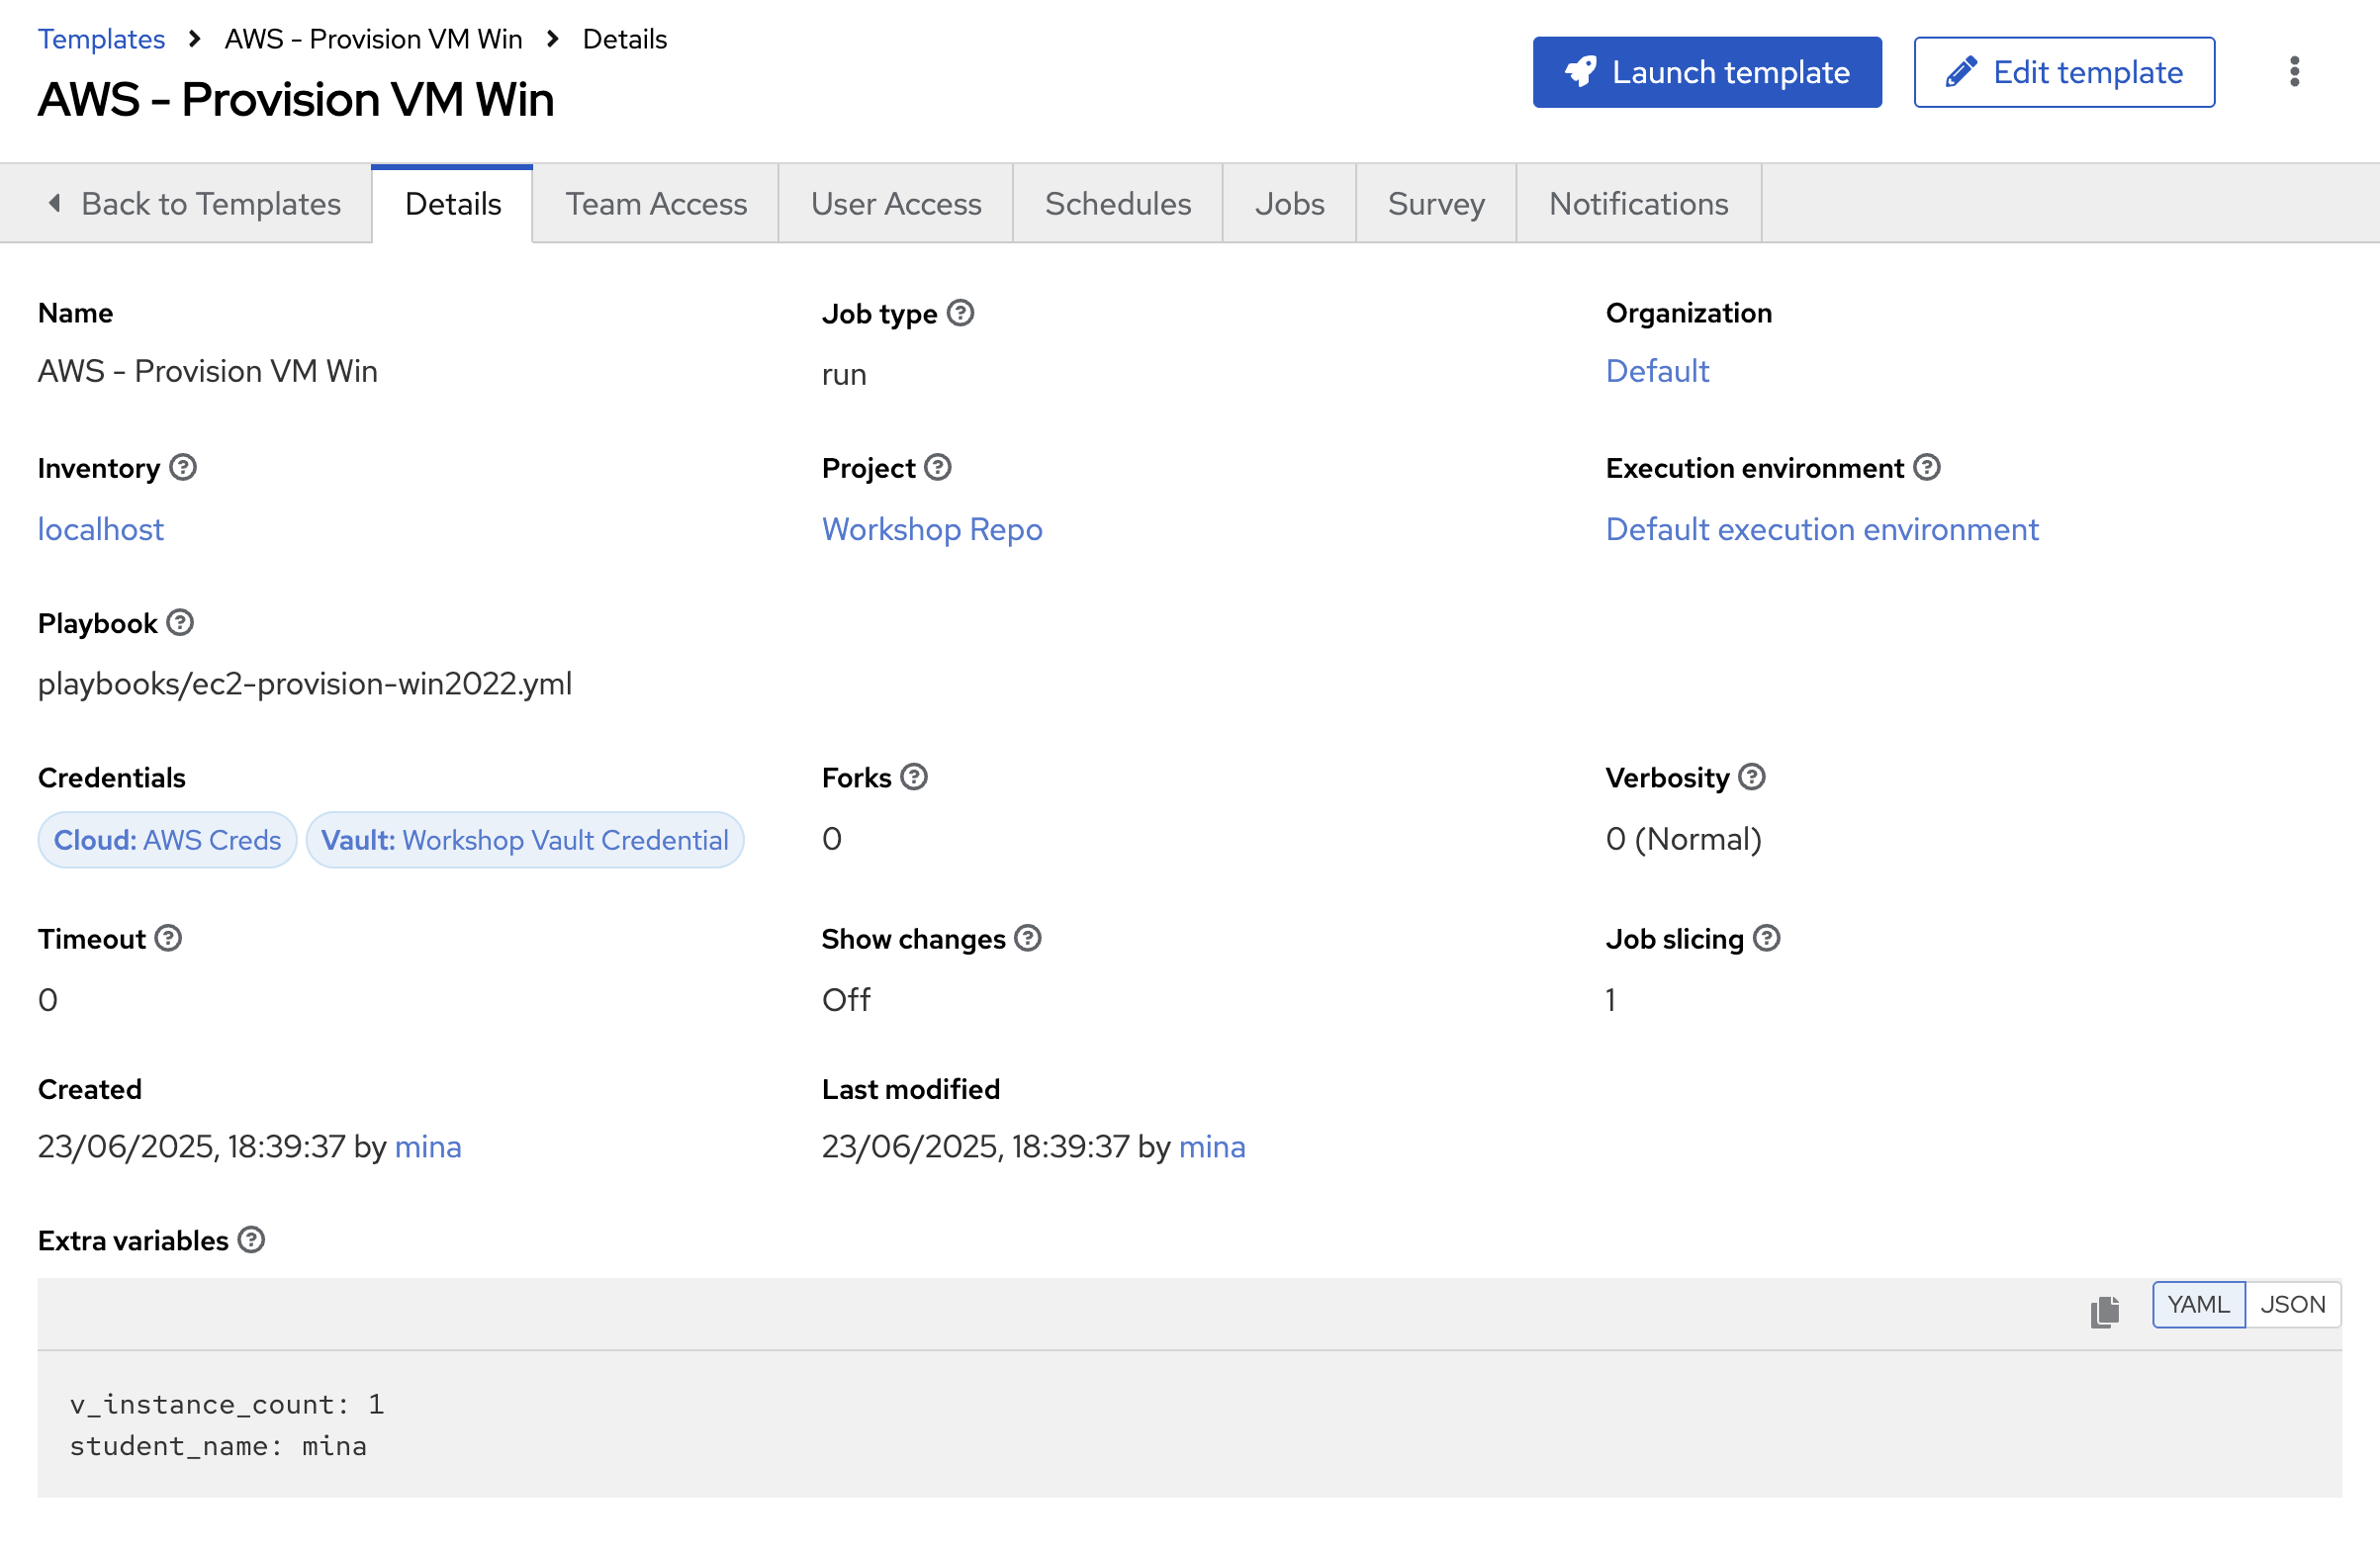 Templates > AWS - Provision VM Win > Details
AWS - Provision VM Win
Launch template
Edit template
Back to Templates
Details
Team Access
User Access
Schedules
Jobs
Survey
Notifications
Name
AWS - Provision VM Win
Job type
run
Organization
Default
Inventory
localhost
Project
Workshop Repo
Execution environment
Default execution environment
Playbook
playbooks/ec2-provision-win2022.yml
Credentials
Cloud: AWS Creds
Vault: Workshop Vault Credential
Forks
0
Verbosity
0 (Normal)
Timeout
0
Show changes
Off
Job slicing
1
Created
23/06/2025, 18:39:37 by mina
Last modified
23/06/2025, 18:39:37 by mina
Extra variables
YAML
JSON
v_instance_count: 1
student_name: mina